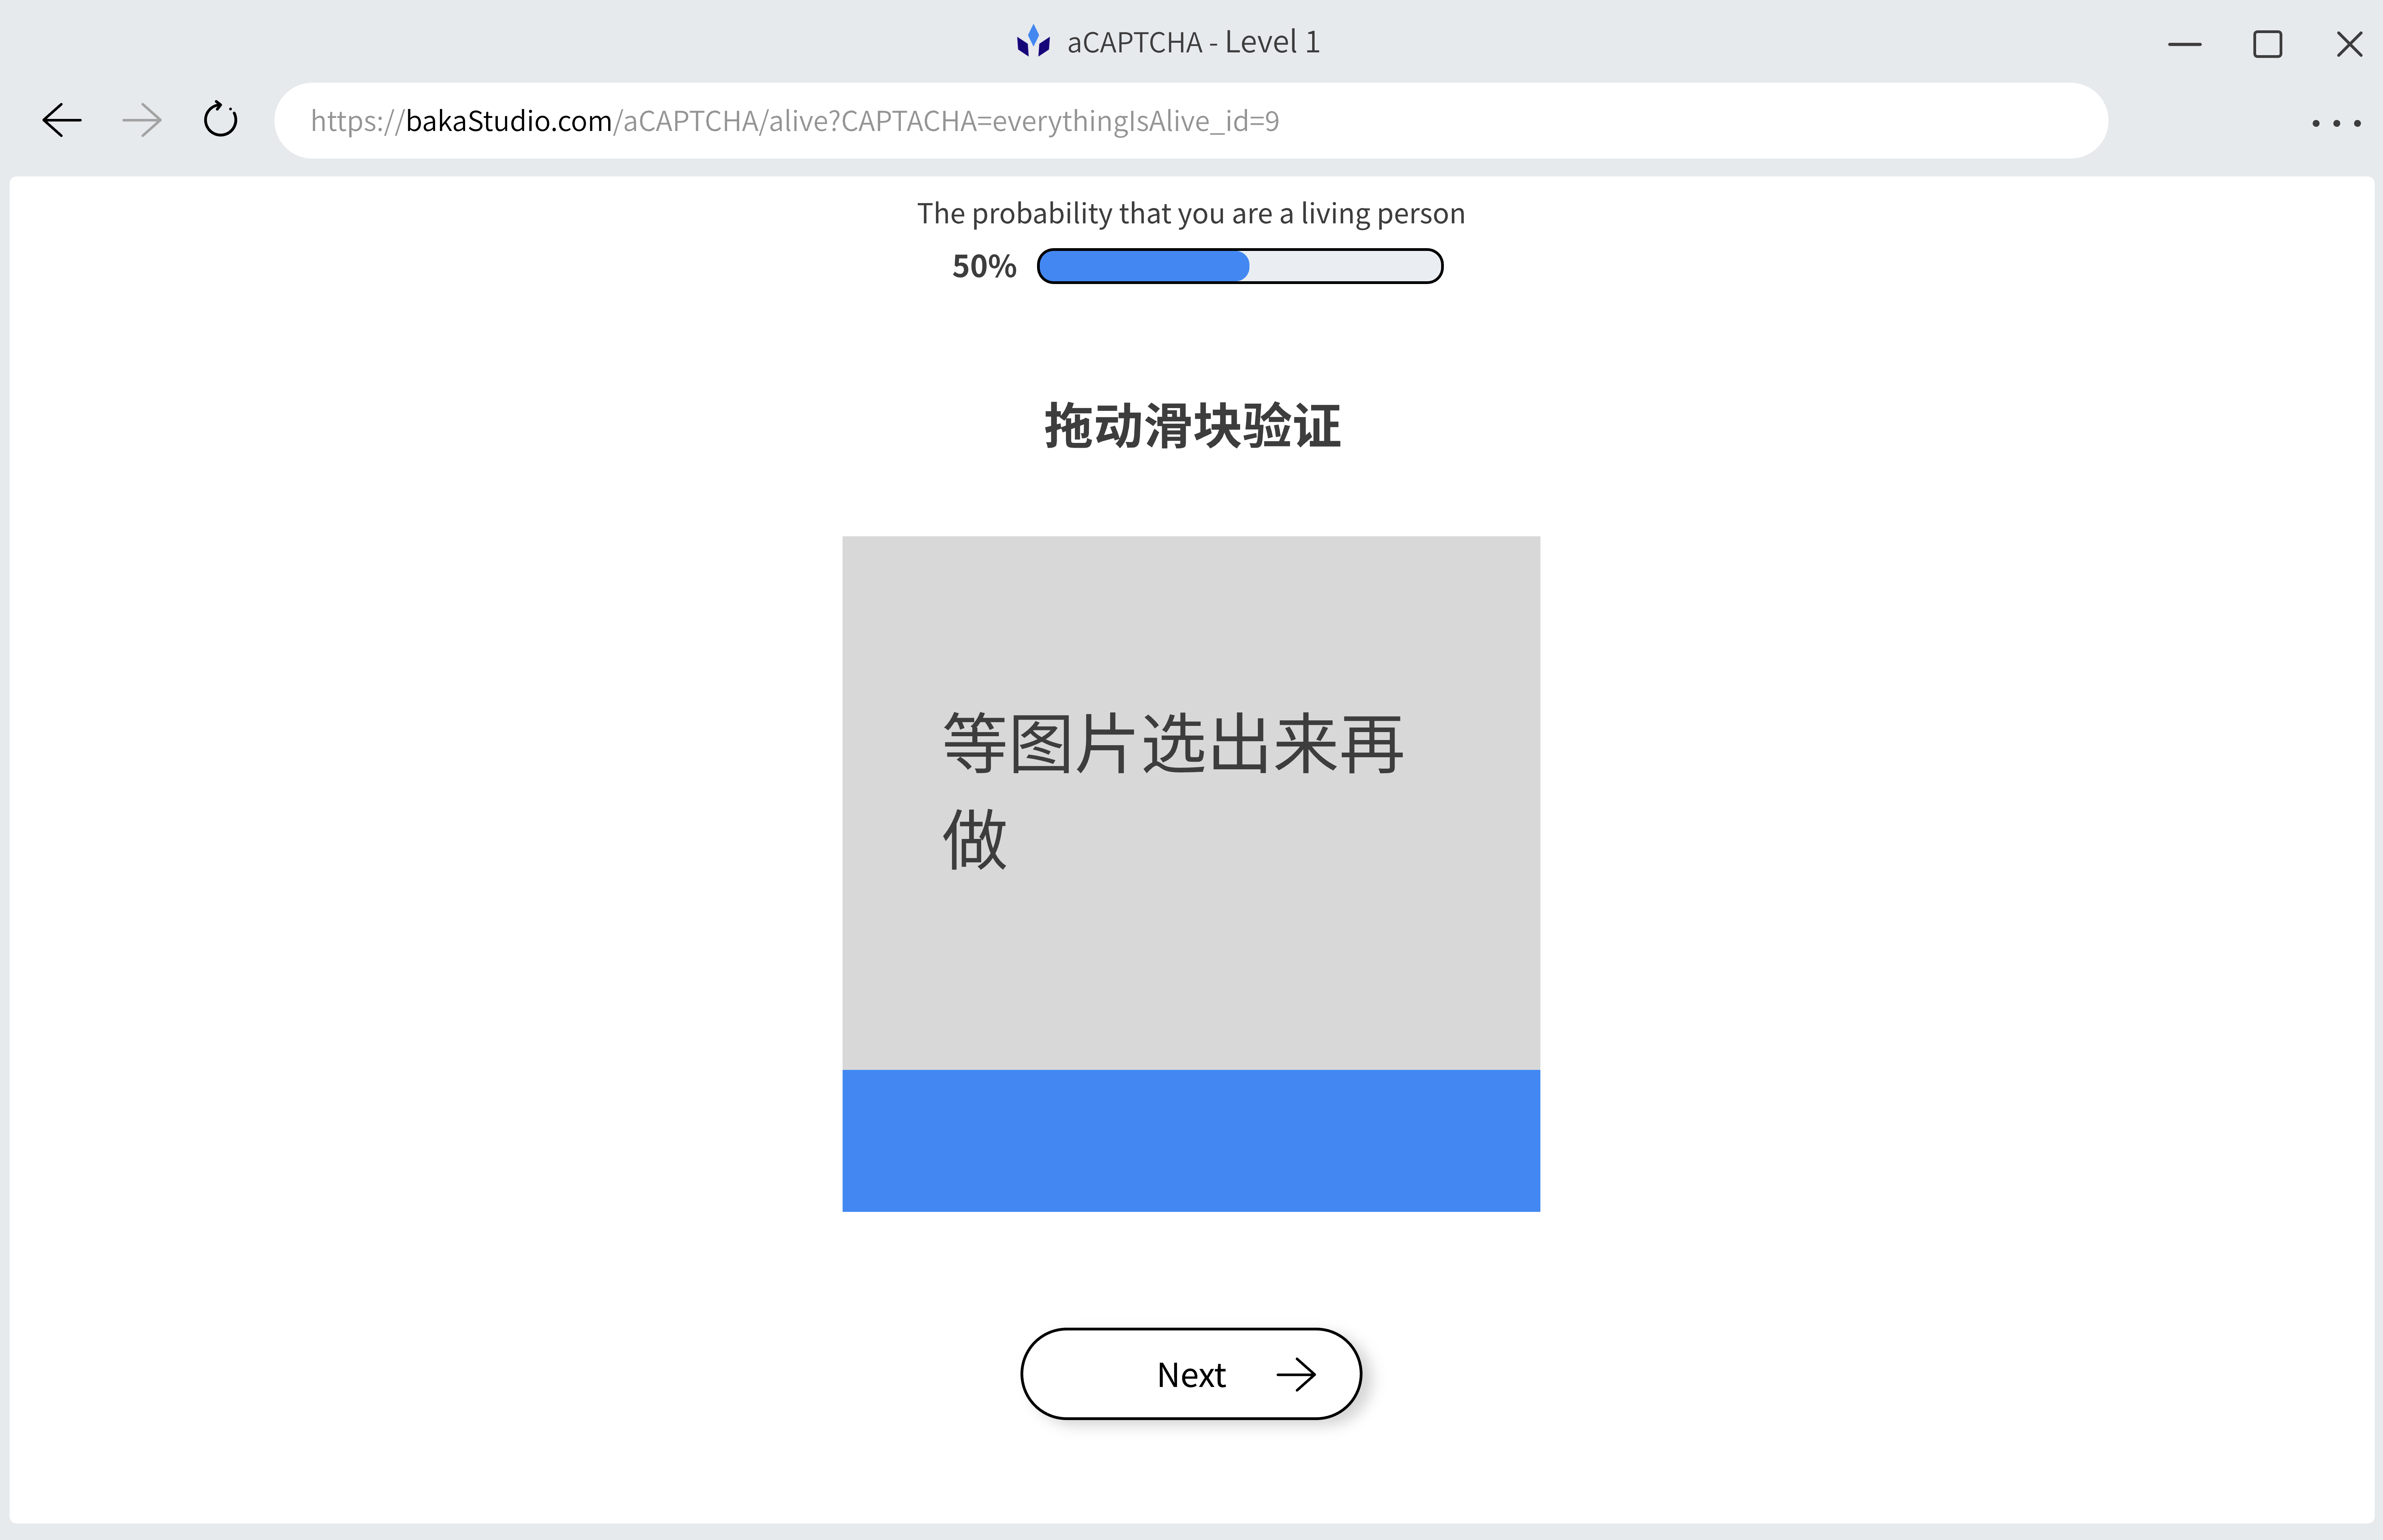 aCAPTCHA - Level 1
https://bakaStudio.com/aCAPTCHA/alive?CAPTACHA=everythingIsAlive_id=9
The probability that you are a living person
50%
拖动滑块验证
等图片选出来再
做
Next